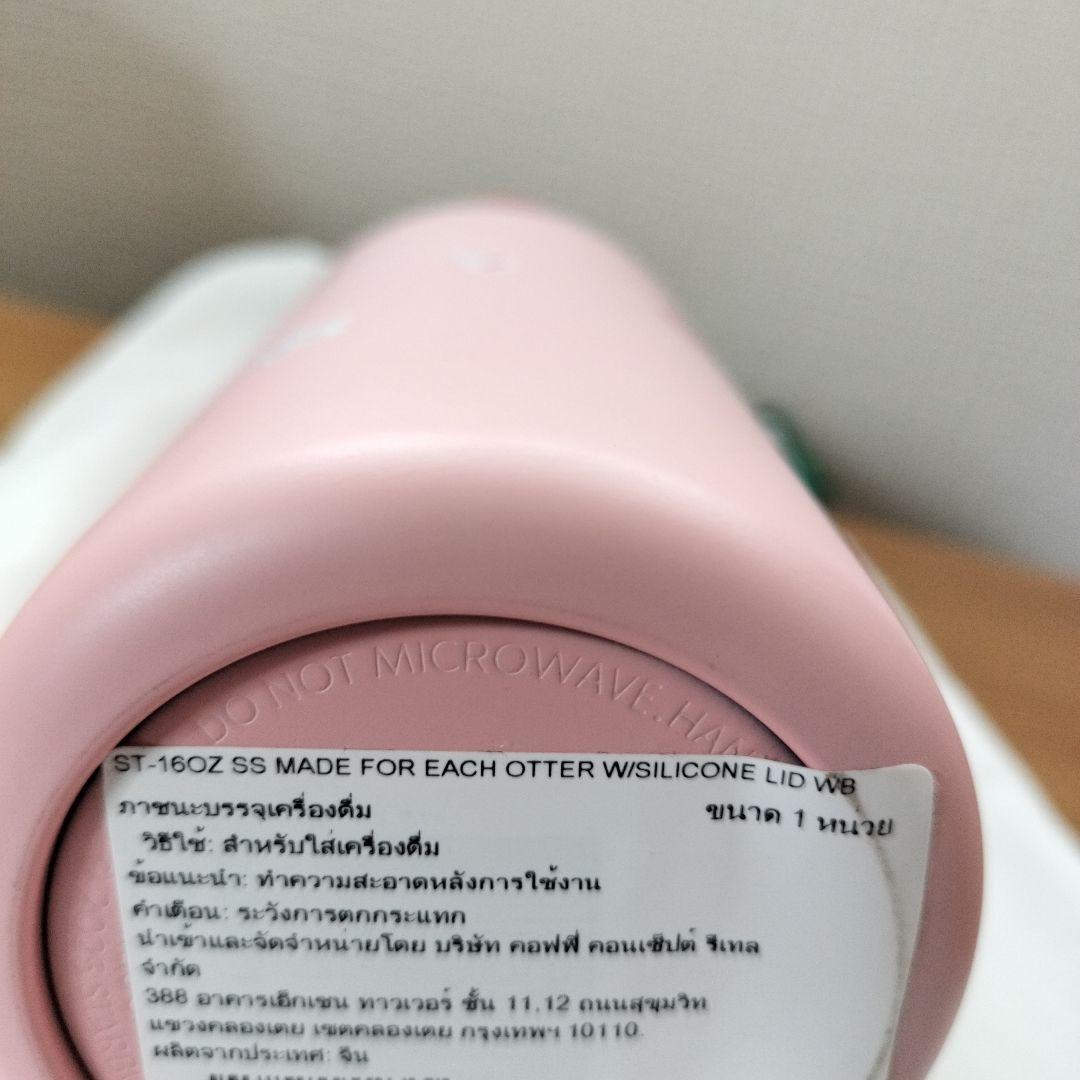 DO NOT MICROWAVE. HAN
ST-16OZ SS MADE FOR EACH OTTER W/SILICONE LID WB
ภาชนะบรรจุเครื่องดื่ม ขนาด 1 หน่วย
วิธีใช้: สำหรับใส่เครื่องดื่ม
ข้อแนะนำ: ทำความสะอาดหลังการใช้งาน
คำเตือน: ระวังการตกกระแทก
นำเข้าและจัดจำหน่ายโดย บริษัท คอฟฟี่ คอนเซ็ปต์ รีเทล
จำกัด
388 อาคารเอ็กเชน ทาวเวอร์ ชั้น 11,12 ถนนสุขุมวิท
แขวงคลองเตย เขตคลองเตย กรุงเทพฯ 10110.
ผลิตจากประเทศ: จีน